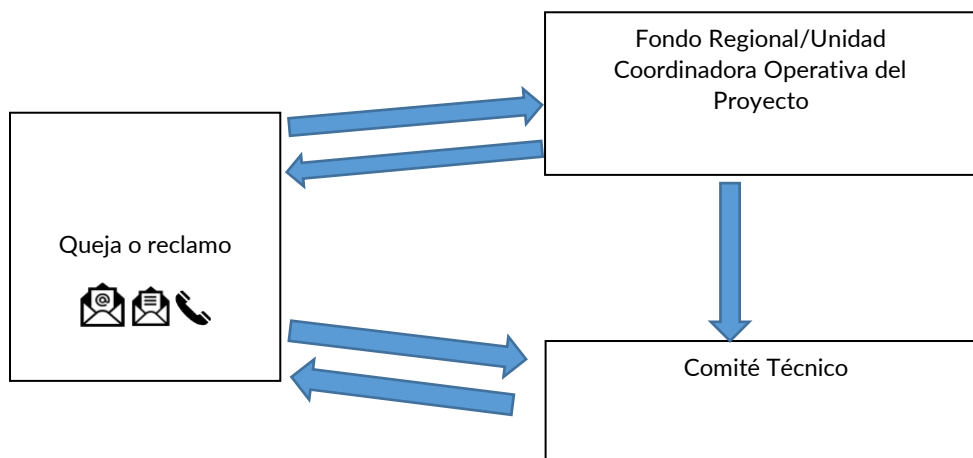 Fondo Regional/Unidad
Coordinadora Operativa del
Proyecto
Queja o reclamo
@
Comité Técnico